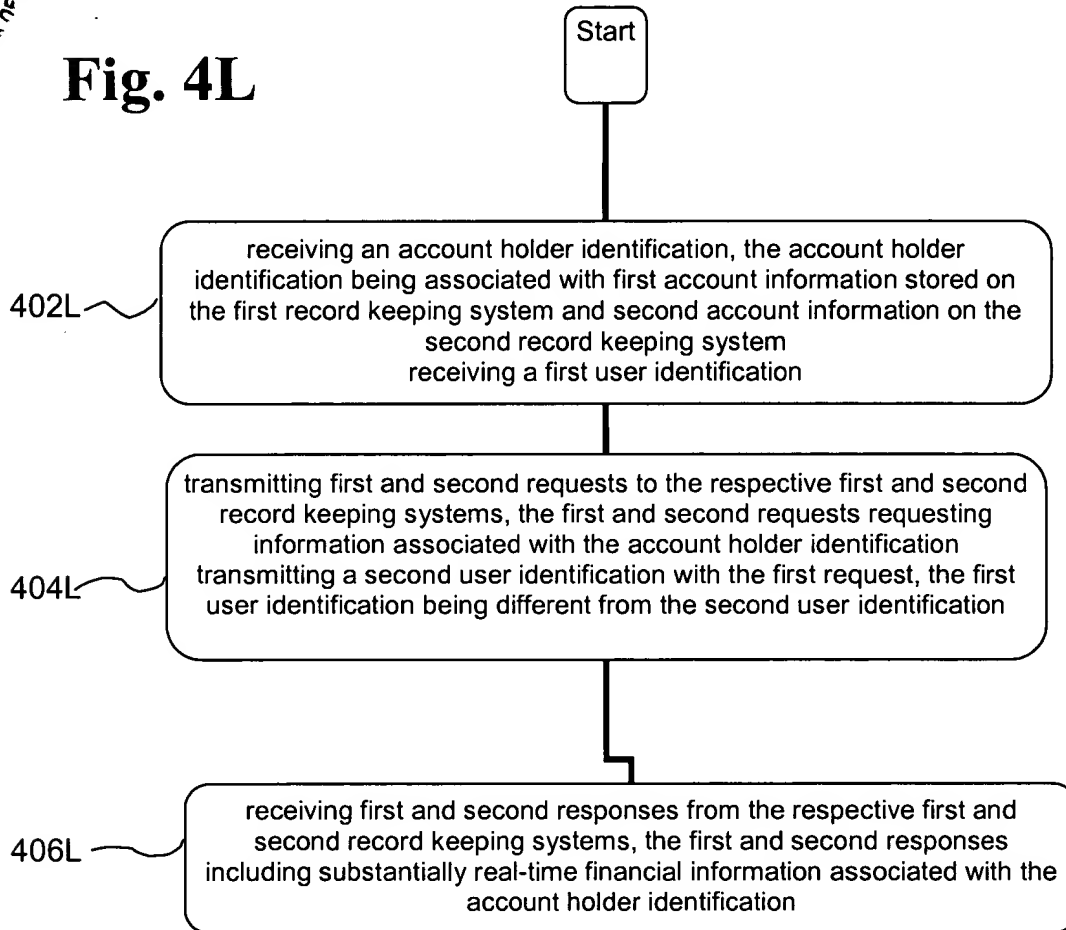 Fig. 4L
Start
receiving an account holder identification, the account holder
identification being associated with first account information stored on
the first record keeping system and second account information on the
second record keeping system
receiving a first user identification
402L
transmitting first and second requests to the respective first and second
record keeping systems, the first and second requests requesting
information associated with the account holder identification
transmitting a second user identification with the first request, the first
user identification being different from the second user identification
404L
receiving first and second responses from the respective first and
second record keeping systems, the first and second responses
including substantially real-time financial information associated with the
account holder identification
406L